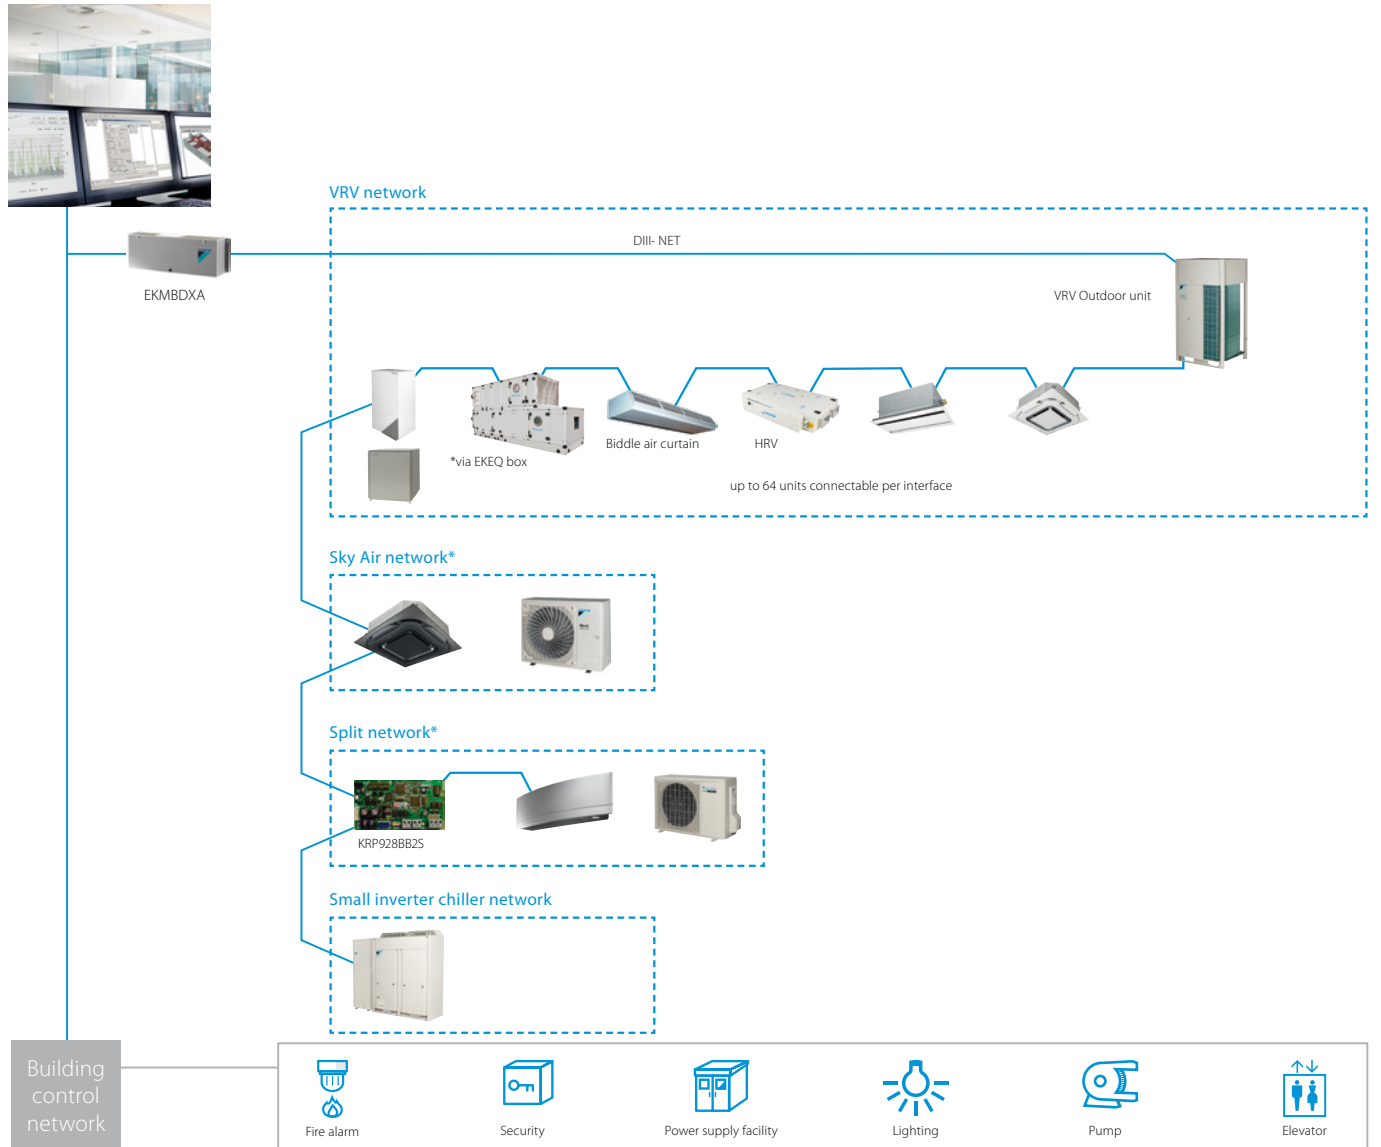 VRV network
DIII- NET
EKMBDXA
VRV Outdoor unit
Biddle air curtain
HRV
*via EKEQ box
up to 64 units connectable per interface
Sky Air network*
Split network*
KRP928BB2S
Small inverter chiller network
Building
control
network
Fire alarm
Security
Power supply facility
Lighting
Pump
Elevator